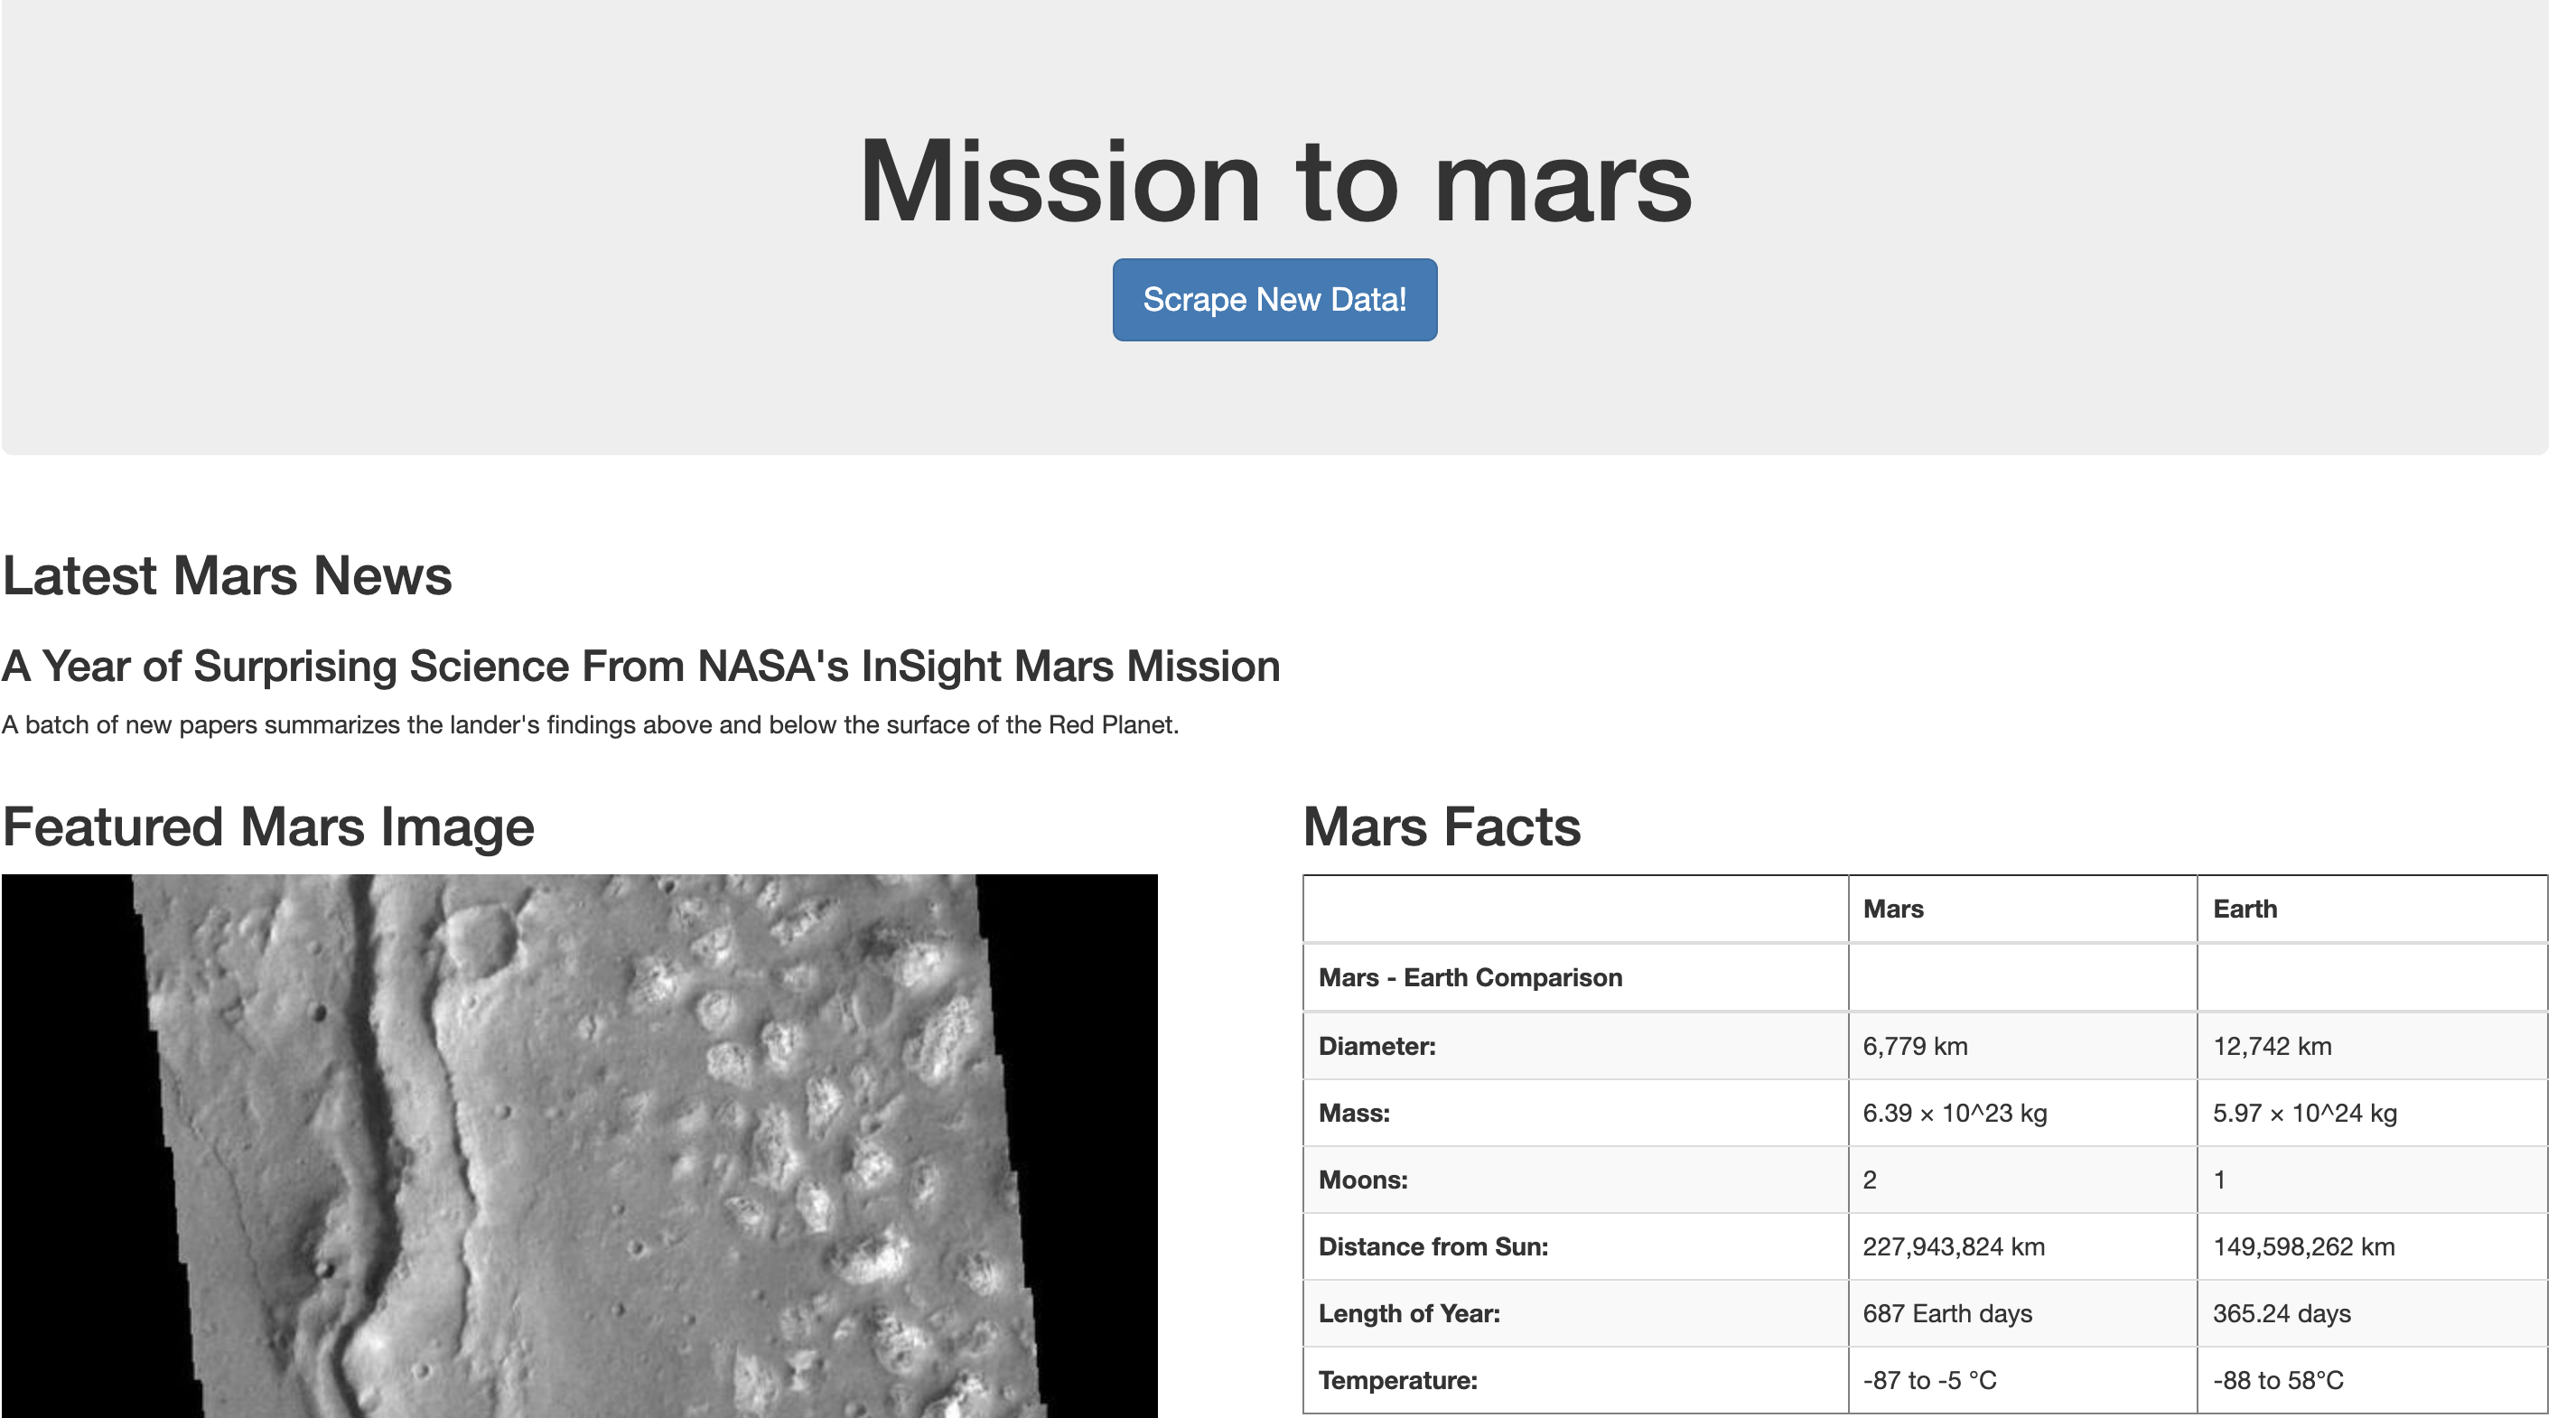 Mission to mars
Scrape New Data!
Latest Mars News
A Year of Surprising Science From NASA's InSight Mars Mission
A batch of new papers summarizes the lander's findings above and below the surface of the Red Planet.
Featured Mars Image
Mars Facts
Mars Earth
Mars - Earth Comparison
Diameter: 6,779 km 12,742 km
Mass: 6.39 × 10^23 kg 5.97 × 10^24 kg
Moons: 2 1
Distance from Sun: 227,943,824 km 149,598,262 km
Length of Year: 687 Earth days 365.24 days
Temperature: -87 to -5 °C -88 to 58°C